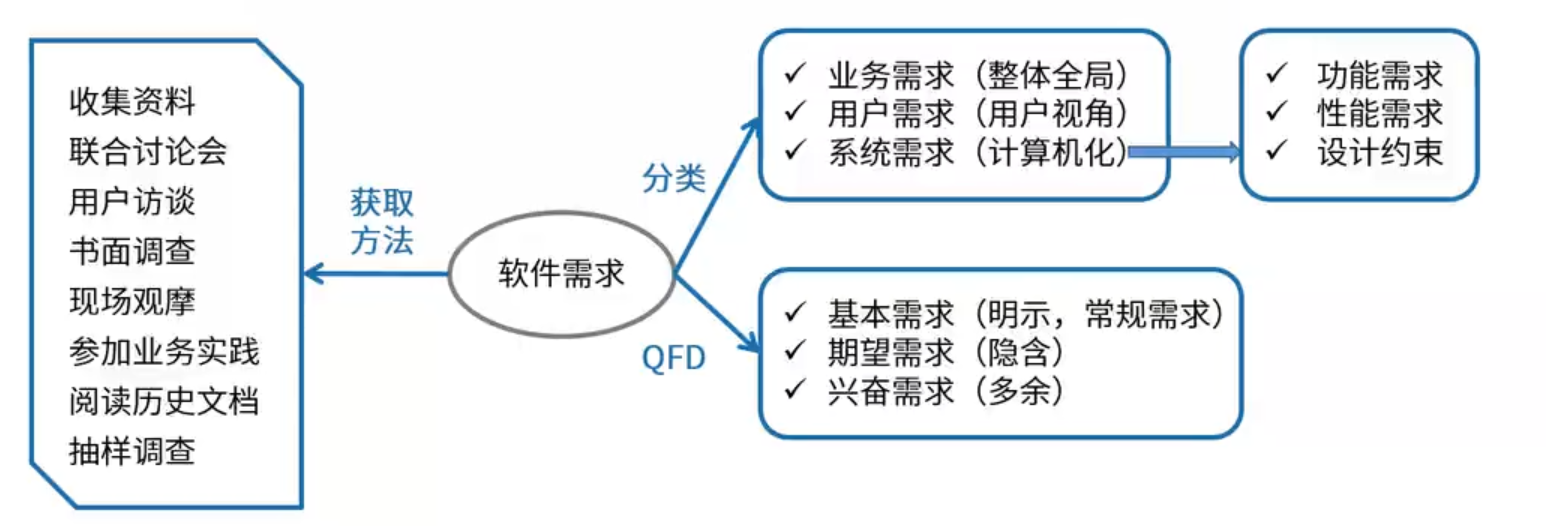 收集资料
联合讨论会
用户访谈
书面调查
现场观摩
参加业务实践
阅读历史文档
抽样调查
获取
方法
软件需求
分类
QFD
✓ 业务需求（整体全局）
✓ 用户需求（用户视角）
✓ 系统需求（计算机化）
✓ 功能需求
✓ 性能需求
✓ 设计约束
✓ 基本需求（明示，常规需求）
✓ 期望需求（隐含）
✓ 兴奋需求（多余）